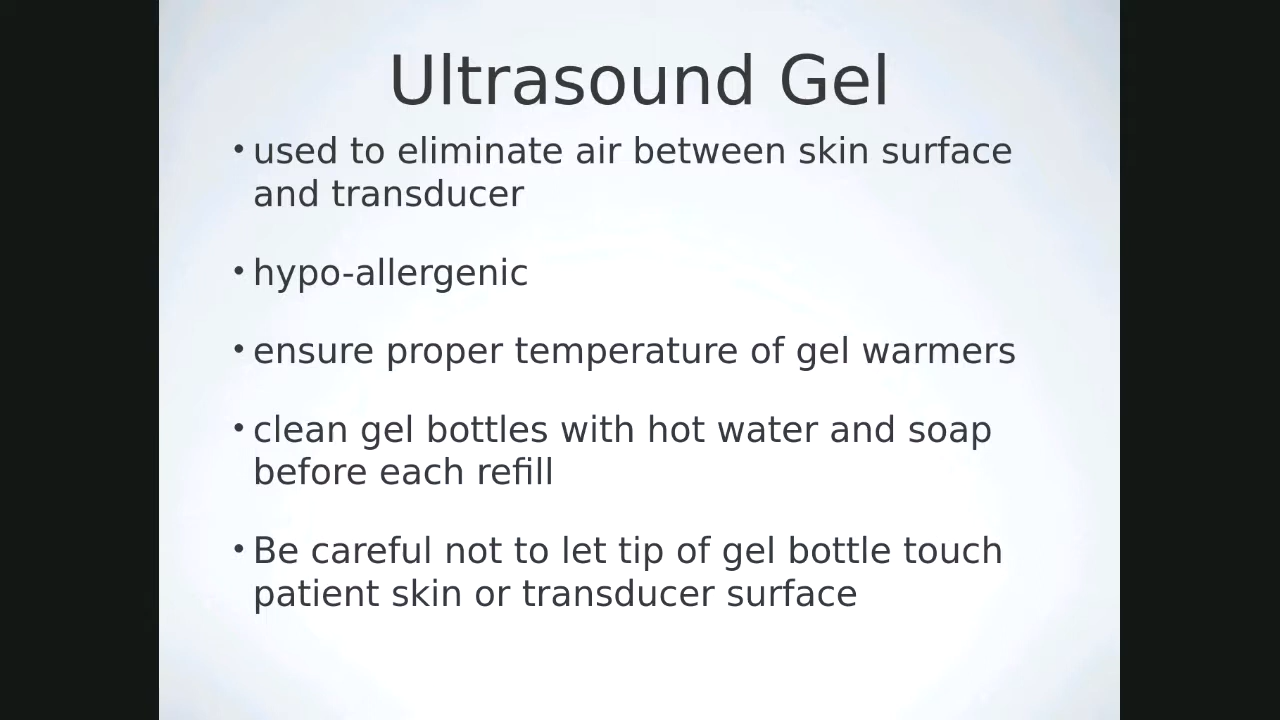 Ultrasound Gel
• used to eliminate air between skin surface
and transducer
• hypo-allergenic
• ensure proper temperature of gel warmers
• clean gel bottles with hot water and soap
before each refill
• Be careful not to let tip of gel bottle touch
patient skin or transducer surface